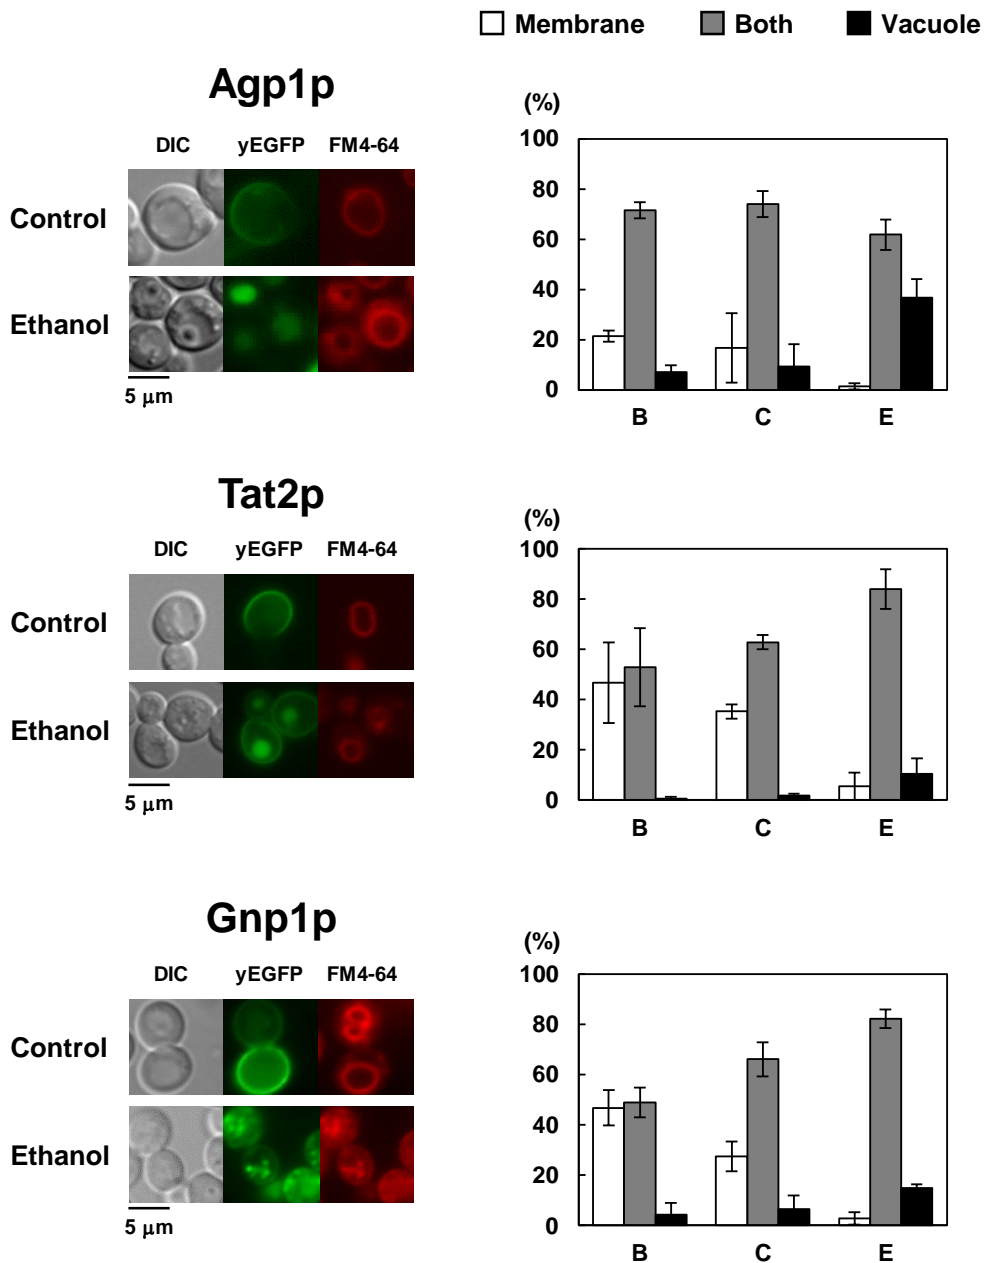 Membrane Both Vacuole
Agp1p
DIC yEGFP FM4-64
Control
Ethanol
5 μm
(%)
100
80
60
40
20
0
B C E
Tat2p
DIC yEGFP FM4-64
Control
Ethanol
5 μm
(%)
100
80
60
40
20
0
B C E
Gnp1p
DIC yEGFP FM4-64
Control
Ethanol
5 μm
(%)
100
80
60
40
20
0
B C E